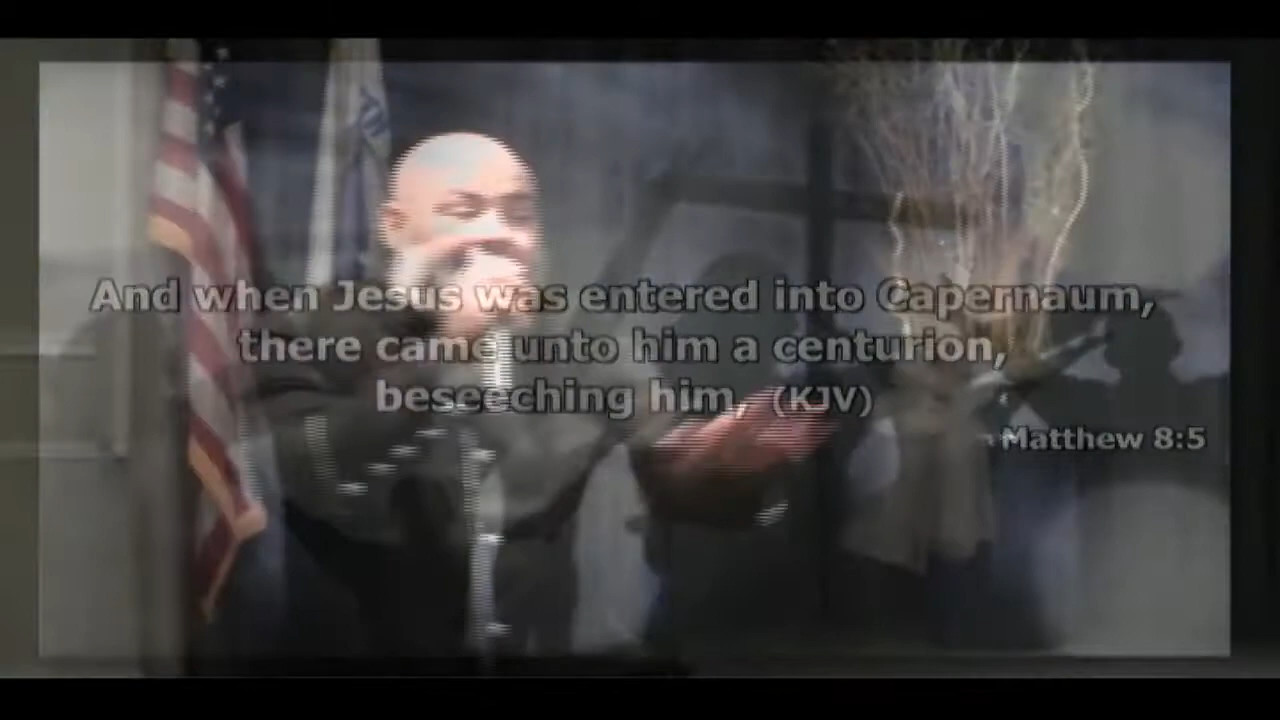 And when Jesus was entered into Capernaum,
there came unto him a centurion,
beseeching him, (KJV)
Matthew 8:5